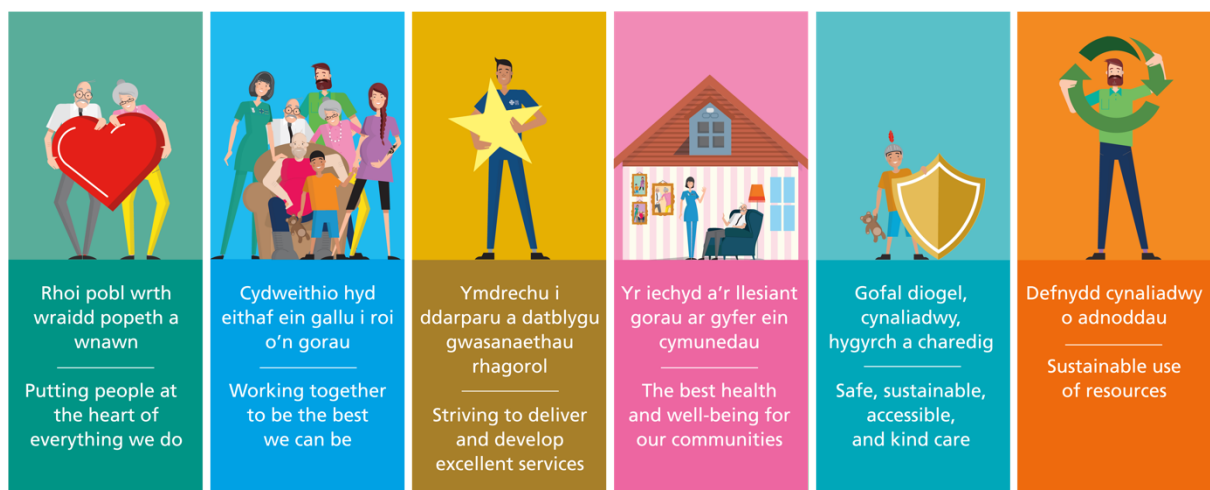 Rhoi pobl wrth
wraidd popeth a
wnawn
Putting people at
the heart of
everything we do
Cydweithio hyd
eithaf ein gallu i roi
o'n gorau
Working together
to be the best
we can be
Ymdrechu i
ddarparu a datblygu
gwasanaethau
rhagorol
Striving to deliver
and develop
excellent services
Yr iechyd a'r llesiant
gorau ar gyfer ein
cymunedau
The best health
and well-being for
our communities
Gofal diogel,
cynaliadwy,
hygyrch a charedig
Safe, sustainable,
accessible,
and kind care
Defnydd cynaliadwy
o adnoddau
Sustainable use
of resources